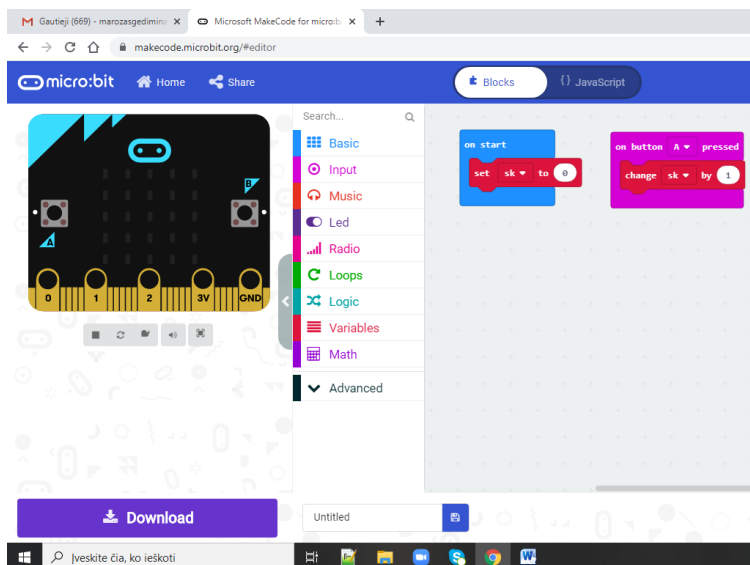 Gautieji (669) - marozasgedimina
Microsoft MakeCode for micro:b
makecode.microbit.org/#editor
micro:bit
Home
Share
Blocks
{} JavaScript
Search...
Basic
Input
Music
Led
Radio
Loops
Logic
Variables
Math
Advanced
on start
set sk to 0
on button A pressed
change sk by 1
B
A
0 1 2 3V GND
Download
Untitled
Įveskite čia, ko ieškoti